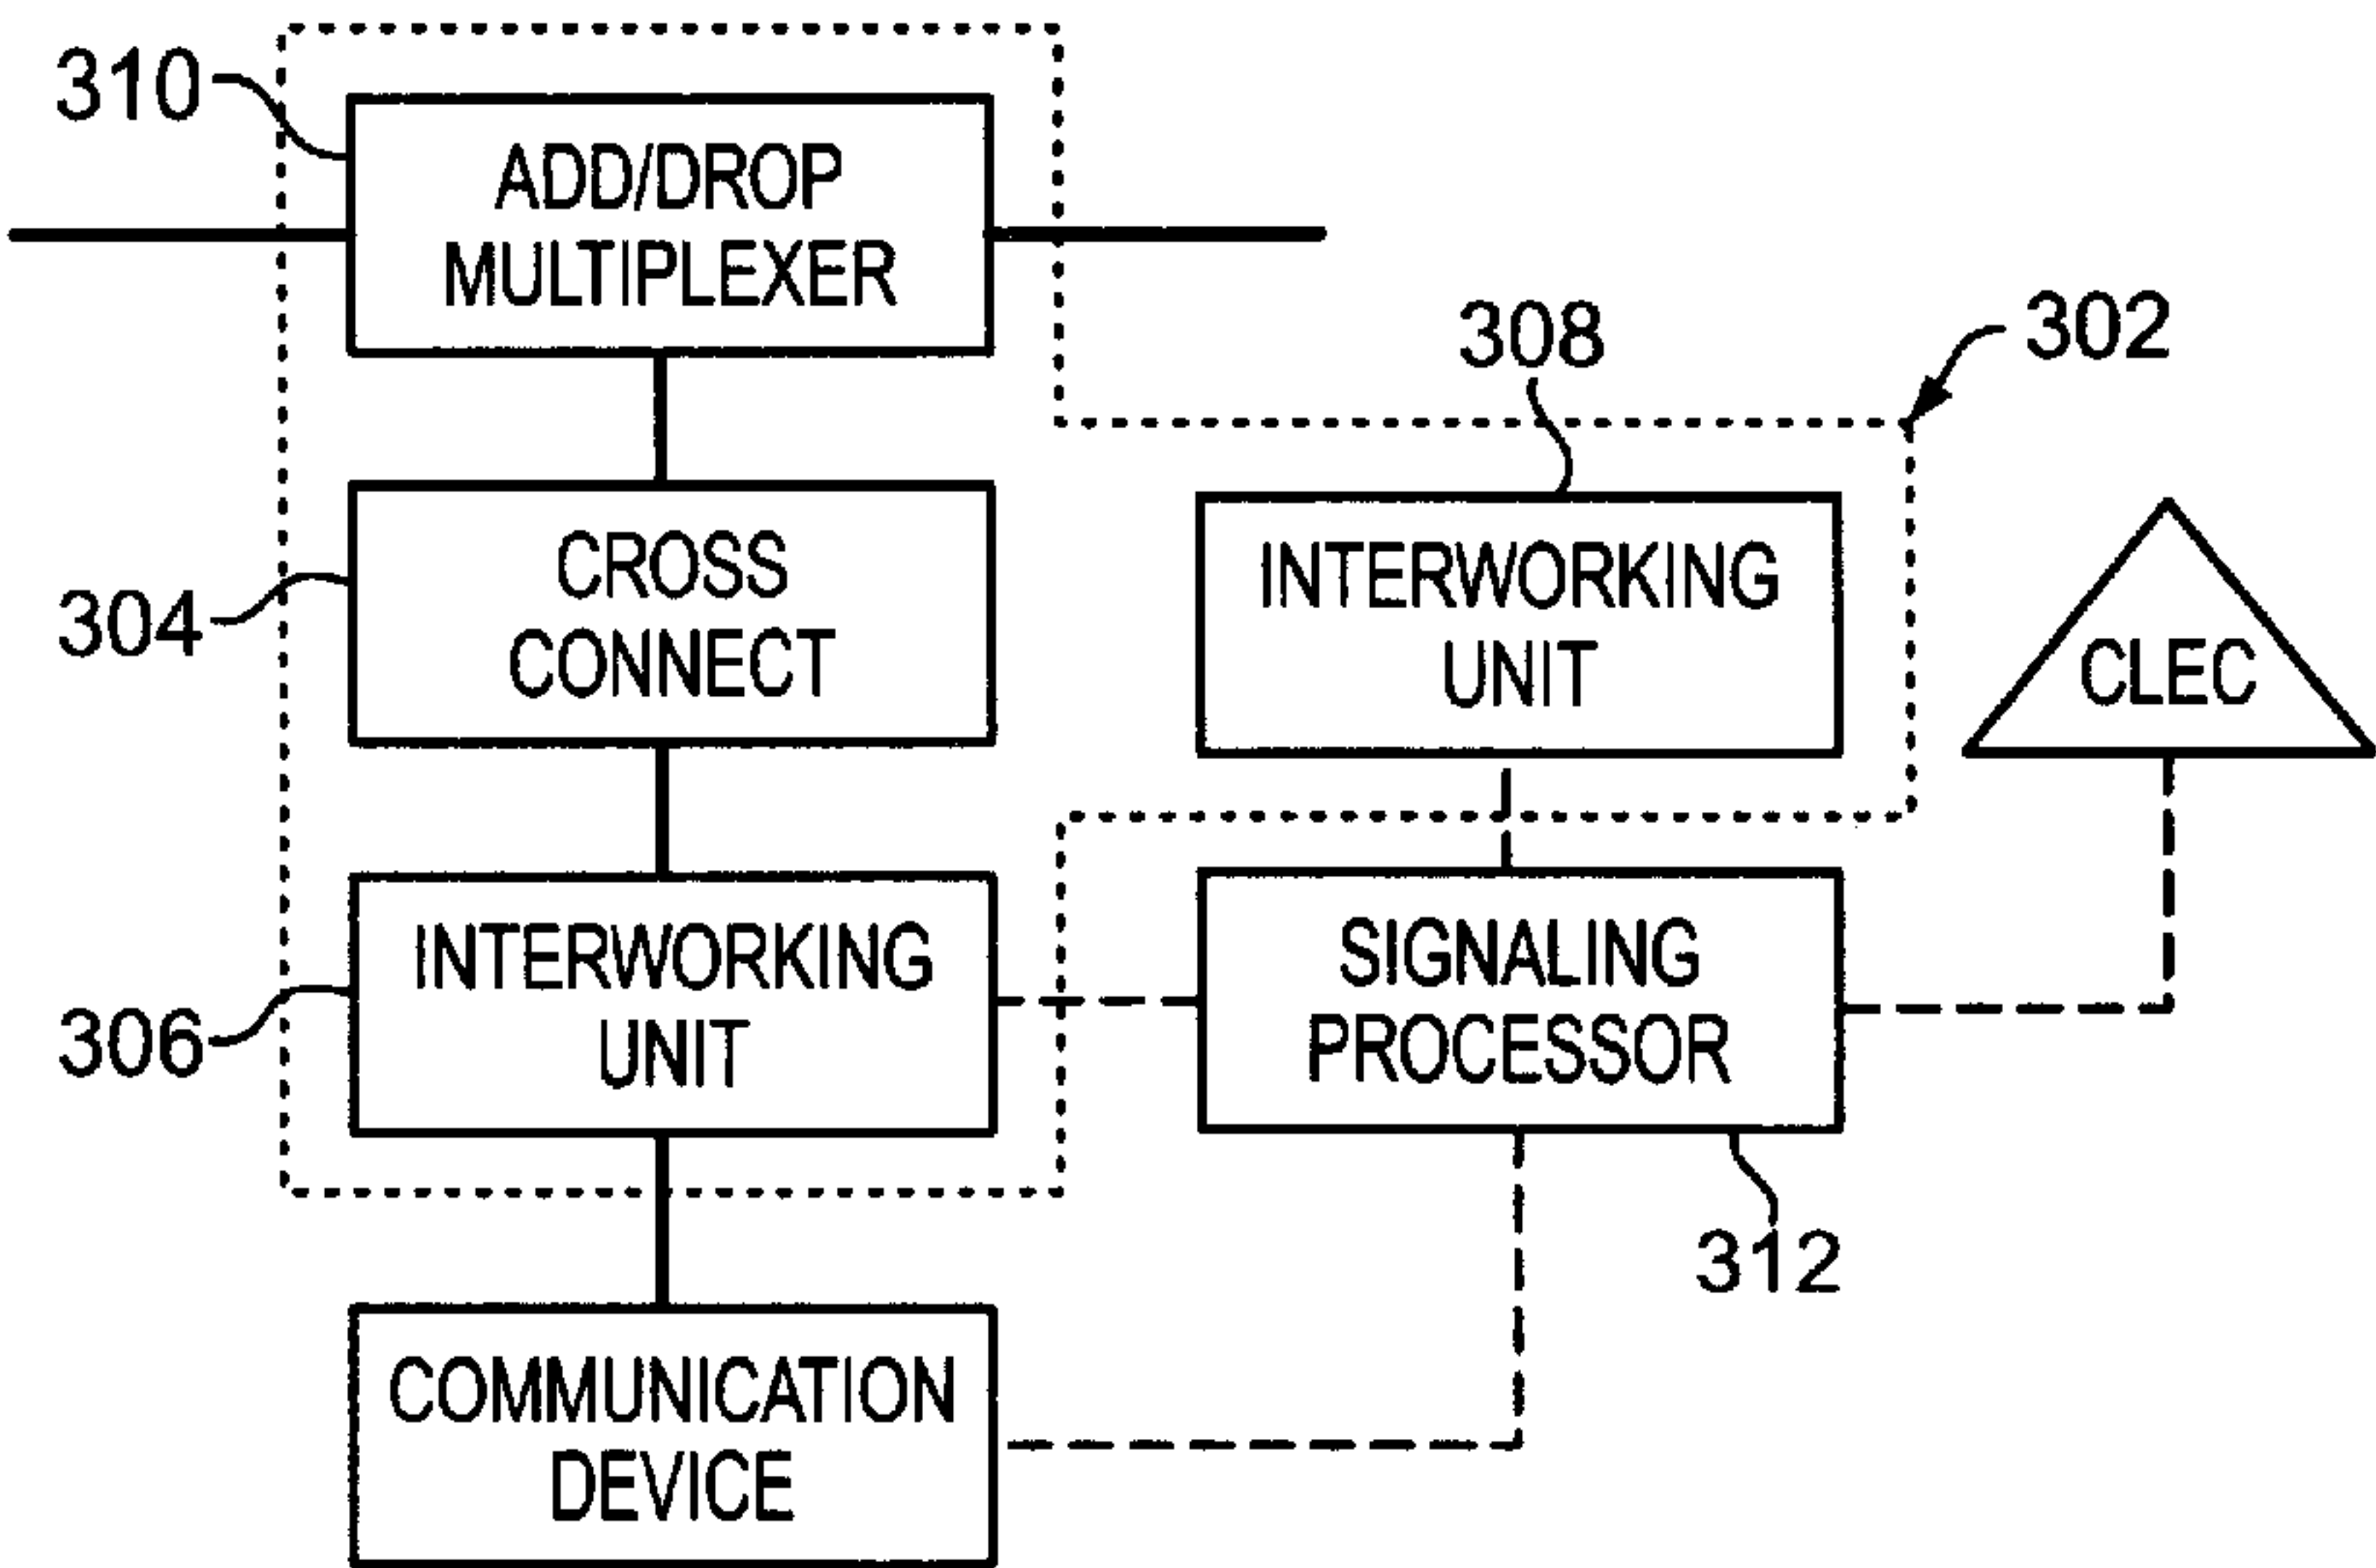 310
ADD/DROP
MULTIPLEXER
308
302
304
CROSS
CONNECT
INTERWORKING
UNIT
CLEC
306
INTERWORKING
UNIT
SIGNALING
PROCESSOR
312
COMMUNICATION
DEVICE